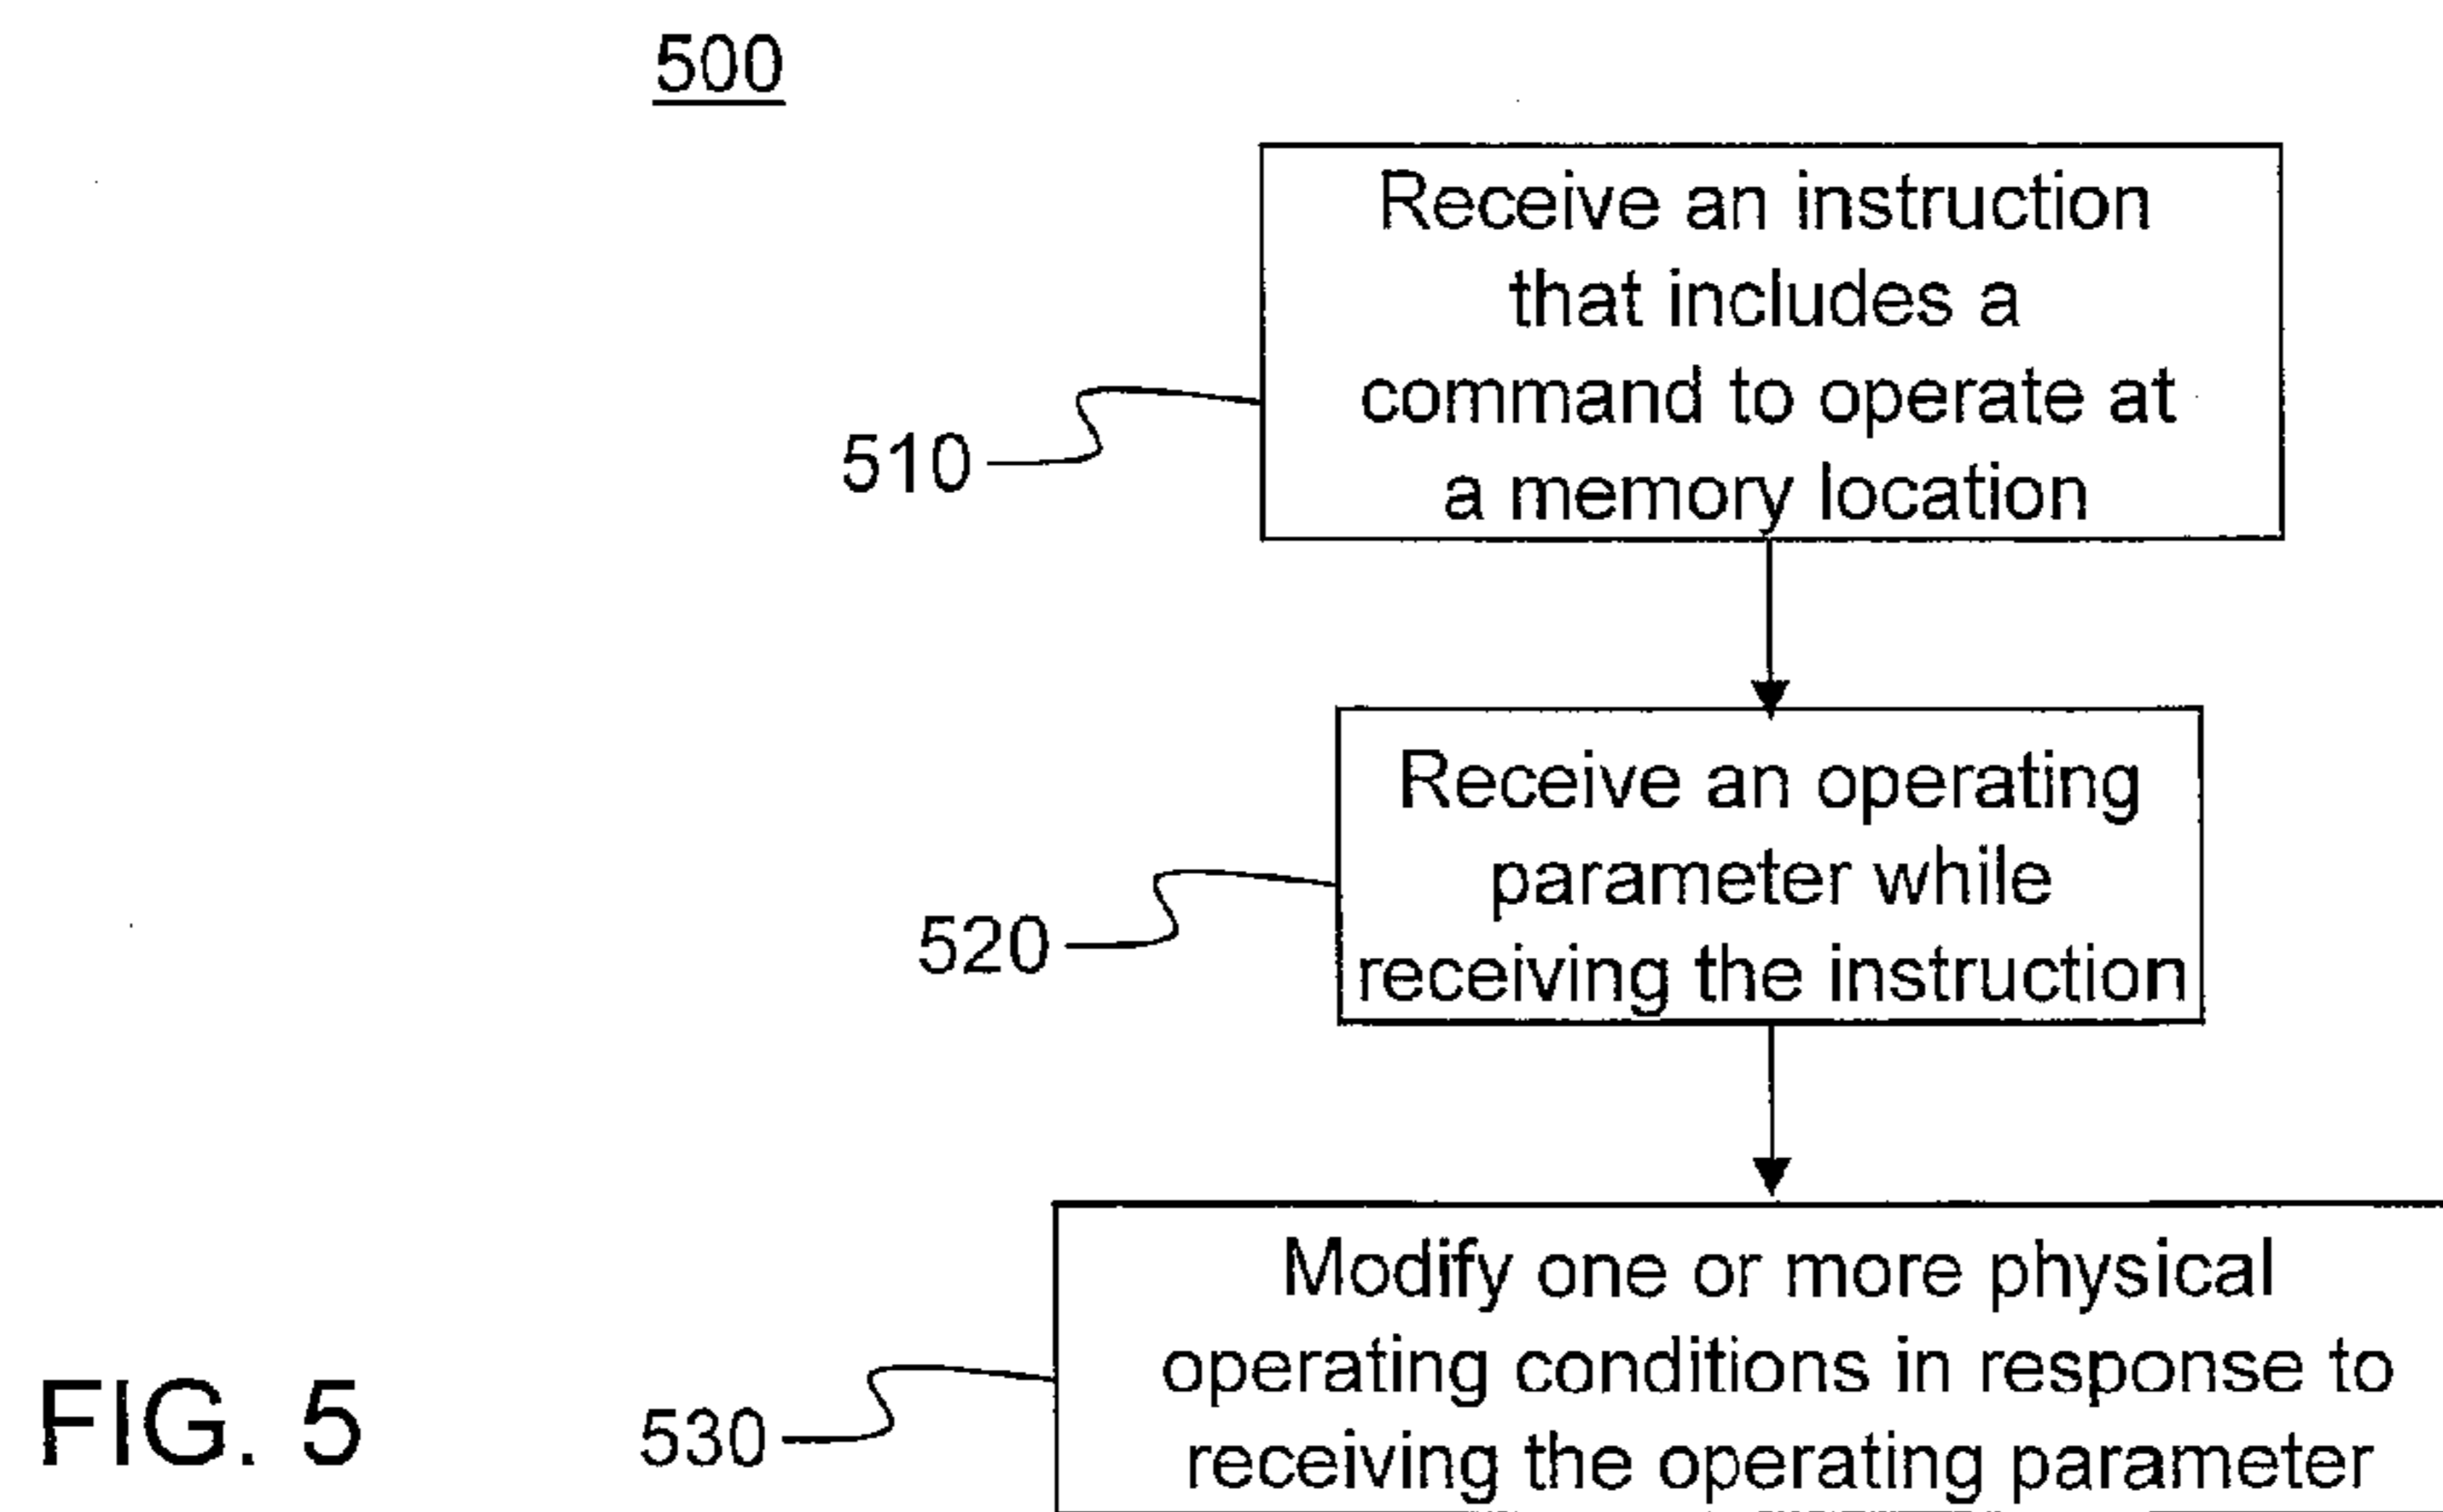 500
Receive an instruction
that includes a
command to operate at
a memory location
510
Receive an operating
parameter while
receiving the instruction
520
Modify one or more physical
operating conditions in response to
receiving the operating parameter
530
FIG. 5